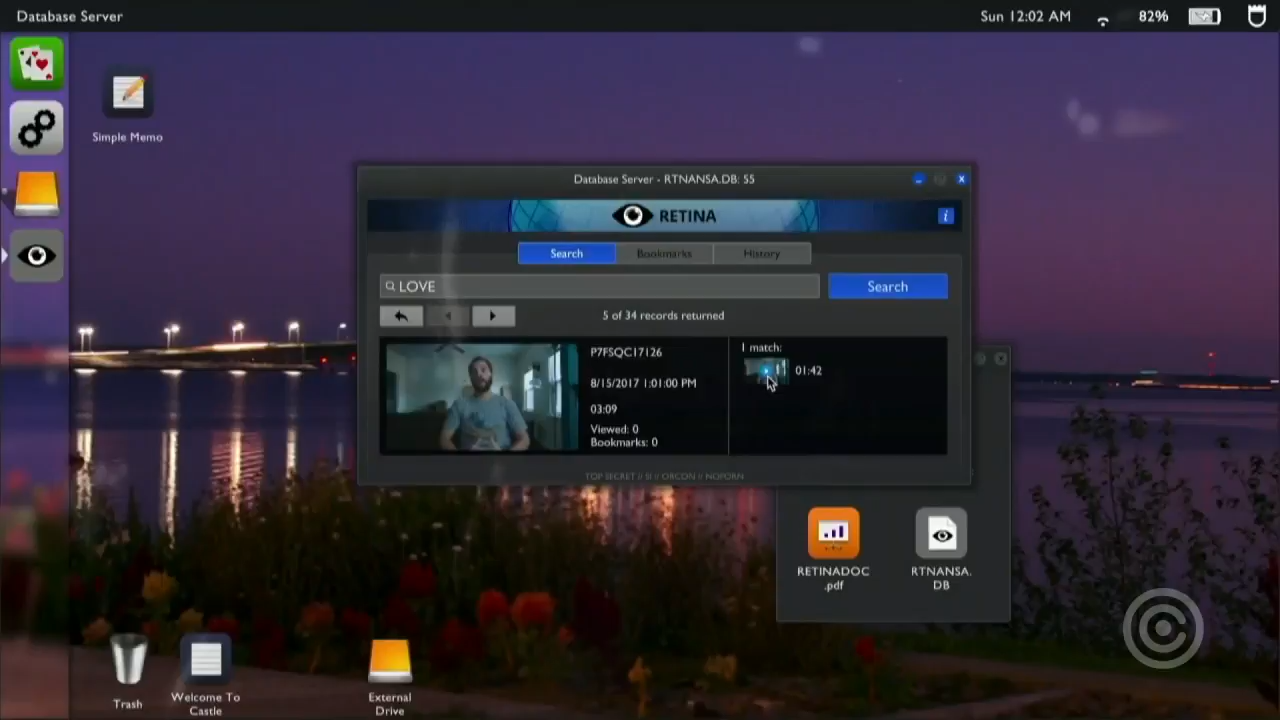 Database Server
Sun 12:02 AM
82%
Simple Memo
Database Server - RTNANSA.DB: 55
RETINA
i
Search
Bookmarks
History
LOVE
Search
5 of 34 records returned
P7FSQC17126
8/15/2017 1:01:00 PM
03:09
Viewed: 0
Bookmarks: 0
1 match:
01:42
TOP SECRET // SI // ORCON // NOFORN
RETINADOC
.pdf
RTNANSA.
DB
Trash
Welcome To
Castle
External
Drive